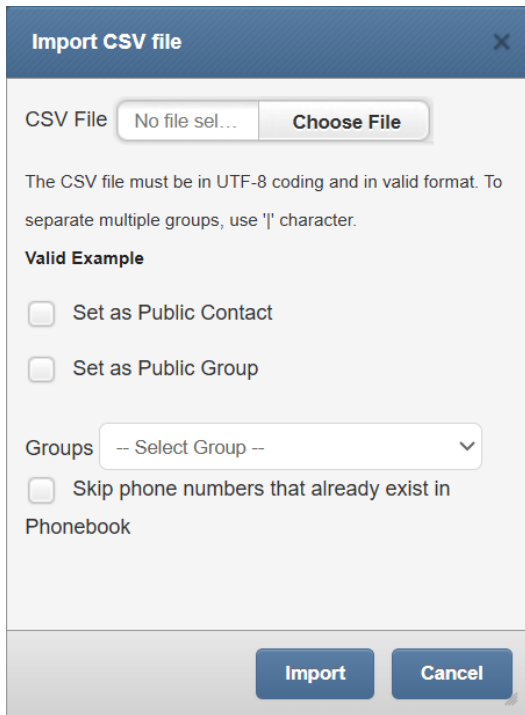 Import CSV file
CSV File No file sel... Choose File
The CSV file must be in UTF-8 coding and in valid format. To
separate multiple groups, use '|' character.
Valid Example
Set as Public Contact
Set as Public Group
Groups -- Select Group --
Skip phone numbers that already exist in
Phonebook
Import Cancel